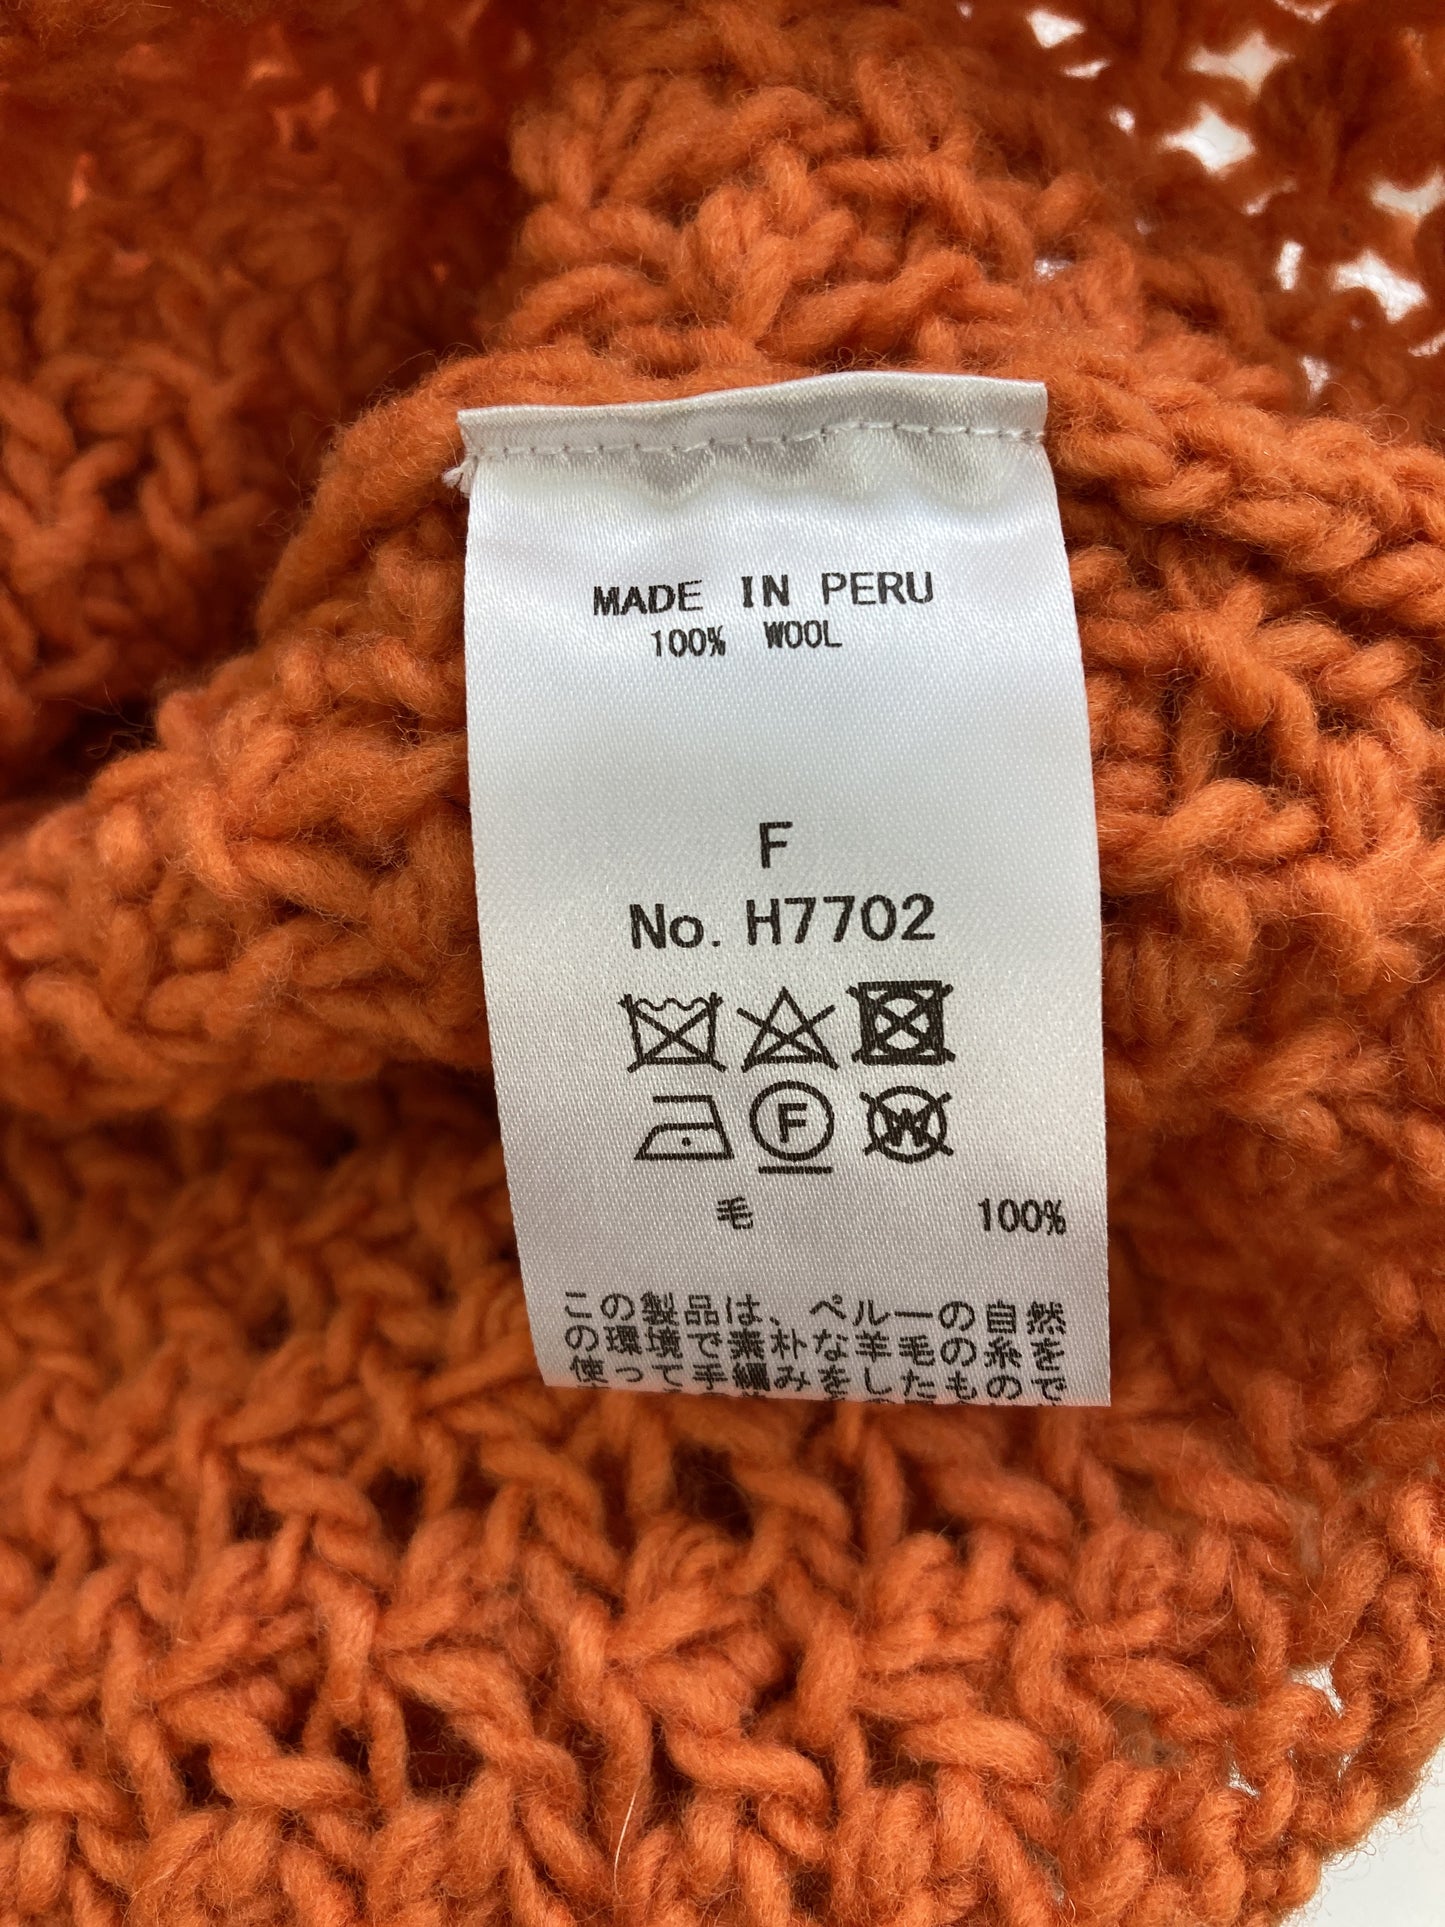 MADE IN PERU
100% WOOL
F
No. H7702
F W
毛 100%
この製品は、ペルーの自然
の環境で素朴な羊毛の糸を
使って手編みをしたもので